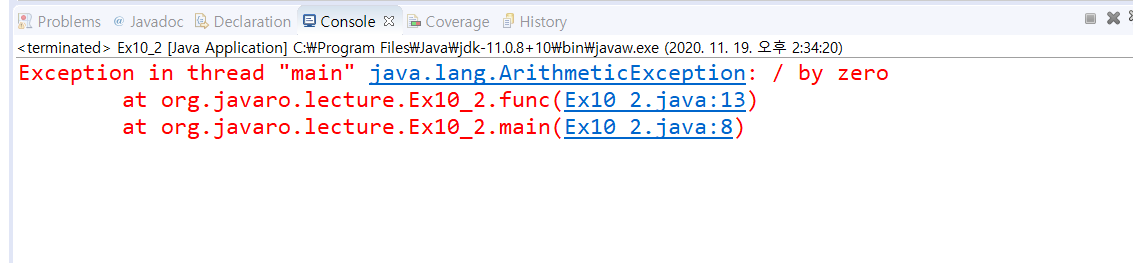 Problems @ Javadoc Declaration Console Coverage History
<terminated> Ex10_2 [Java Application] C:₩Program Files₩Java₩jdk-11.0.8+10₩bin₩javaw.exe (2020. 11. 19. 오후 2:34:20)
Exception in thread "main" java.lang.ArithmeticException: / by zero
at org.javaro.lecture.Ex10_2.func(Ex10_2.java:13)
at org.javaro.lecture.Ex10_2.main(Ex10_2.java:8)